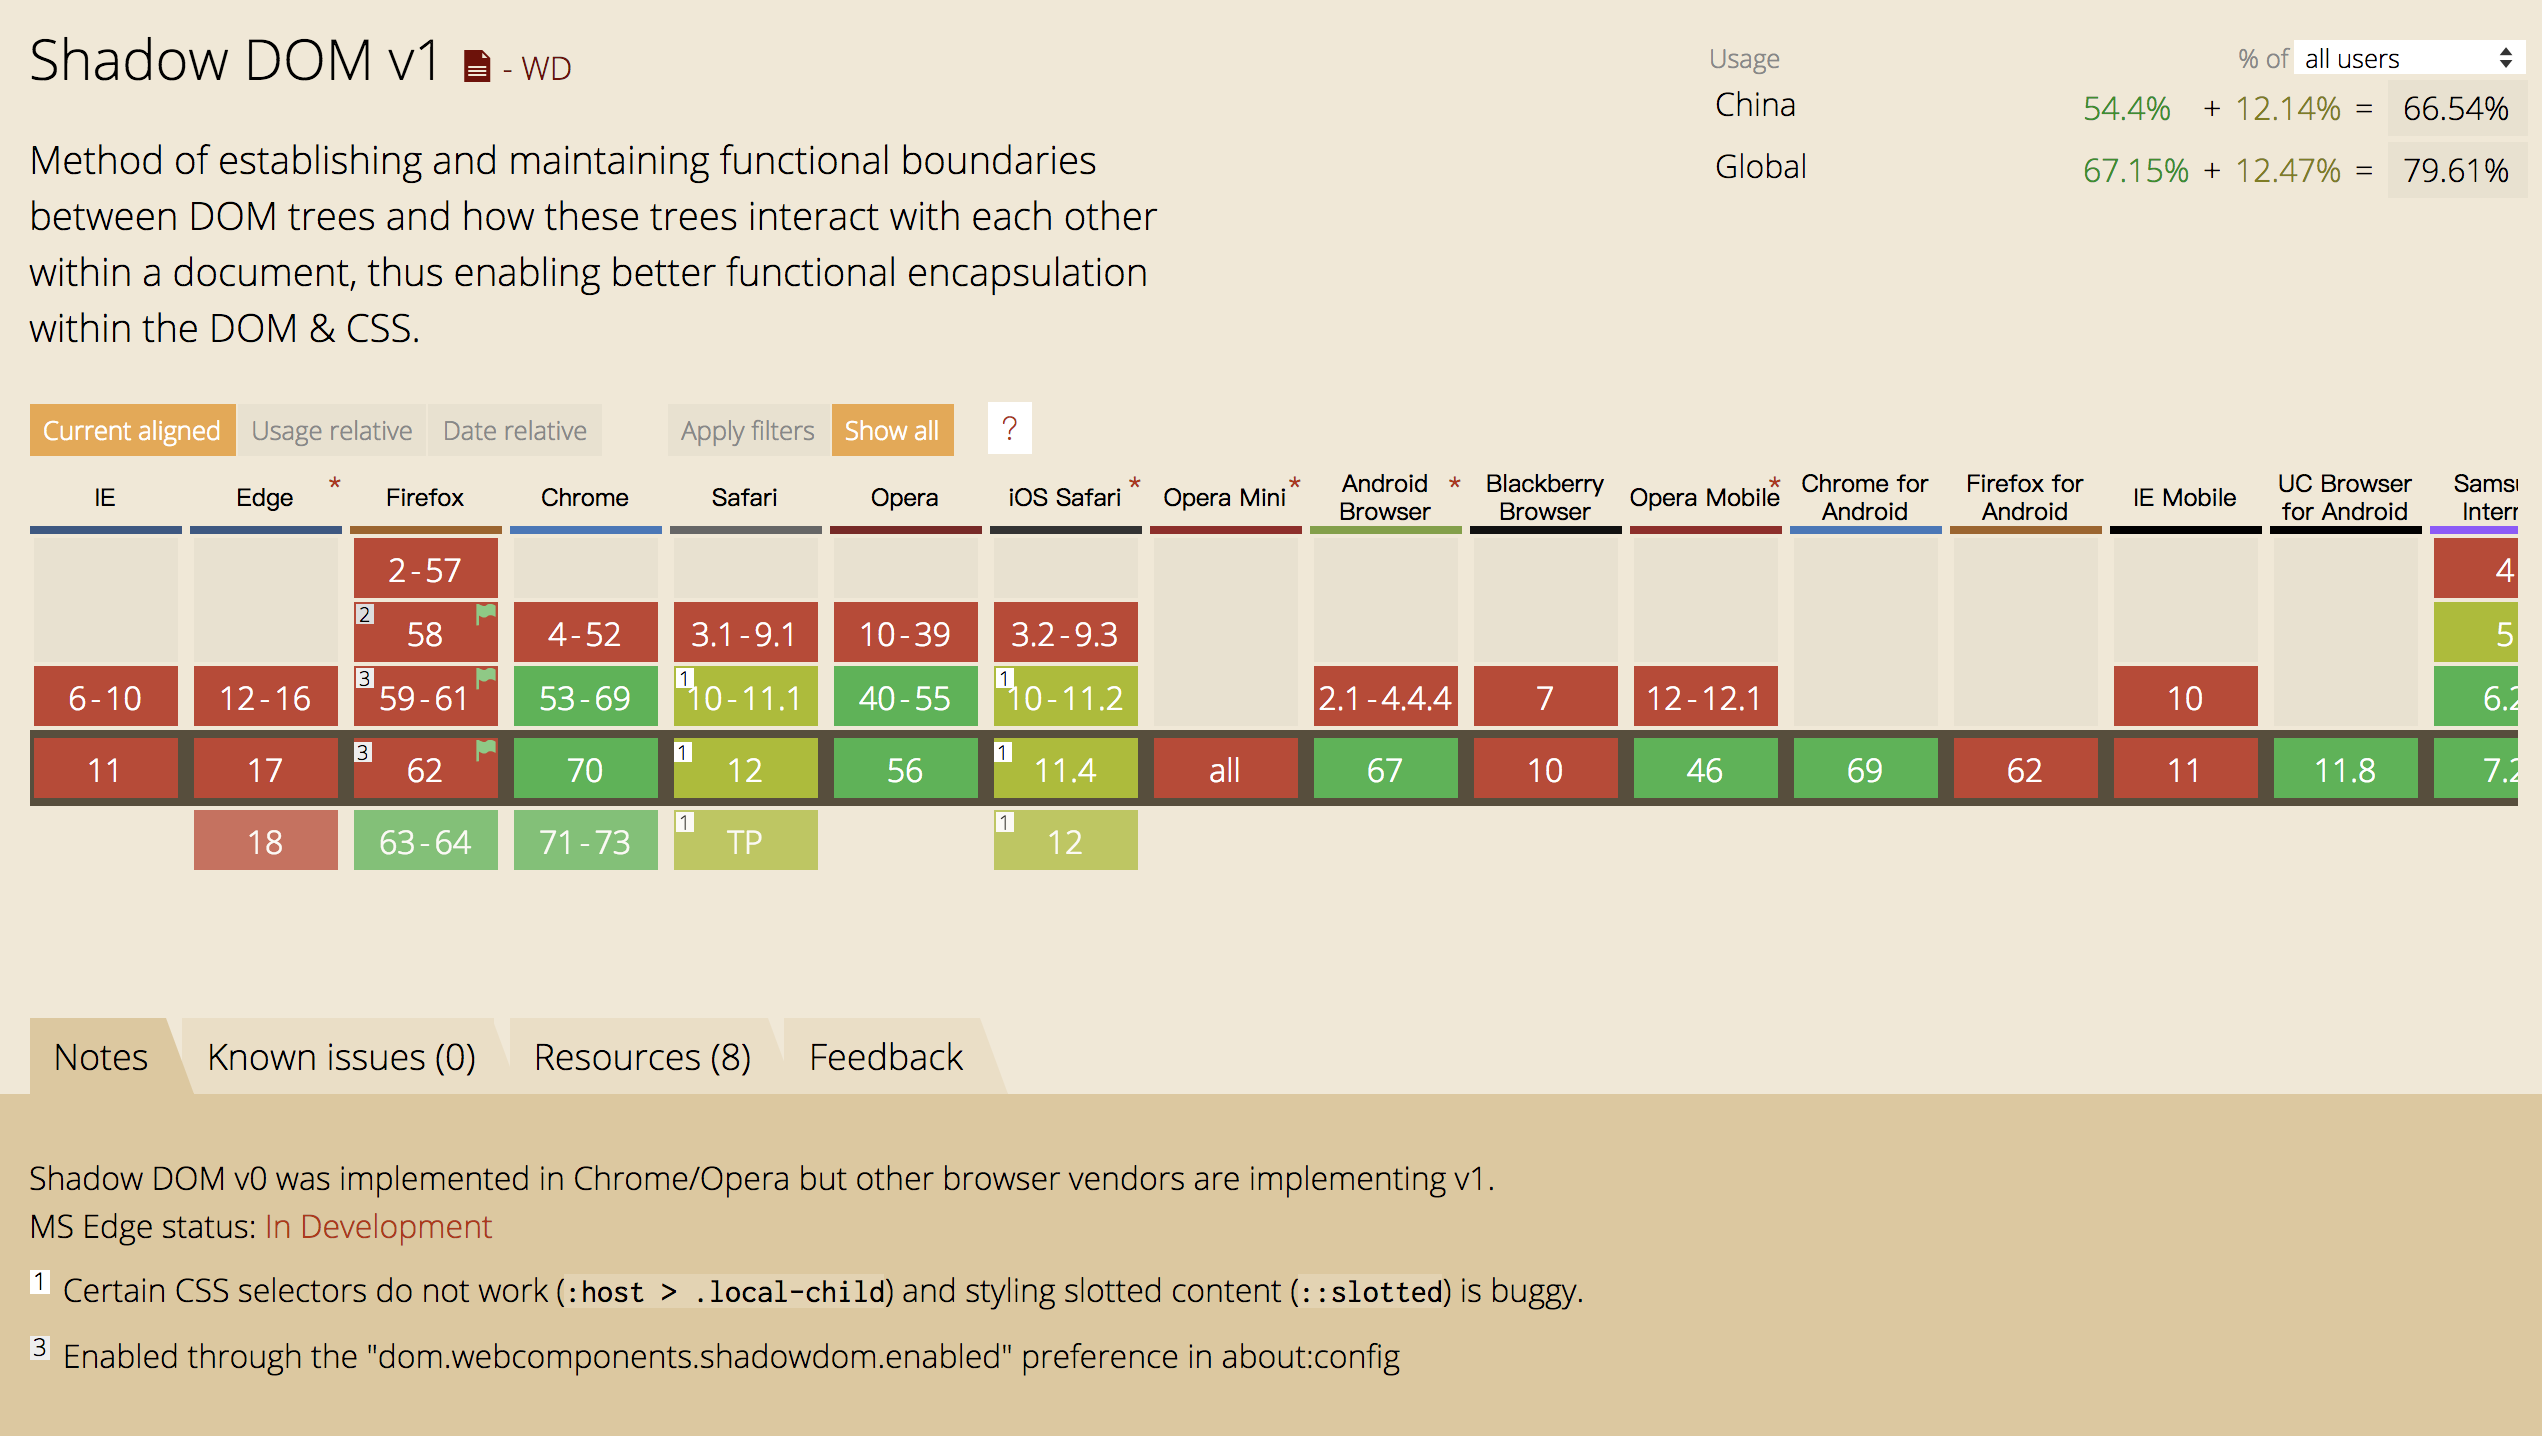 Shadow DOM v1 - WD
Usage % of all users
China 54.4% + 12.14% = 66.54%
Global 67.15% + 12.47% = 79.61%
Method of establishing and maintaining functional boundaries
between DOM trees and how these trees interact with each other
within a document, thus enabling better functional encapsulation
within the DOM & CSS.
Current aligned Usage relative Date relative Apply filters Show all ?
IE Edge * Firefox Chrome Safari Opera iOS Safari * Opera Mini * Android Browser * Blackberry Browser Opera Mobile * Chrome for Android Firefox for Android IE Mobile UC Browser for Android
2-57 4
2 58 4-52 3.1-9.1 10-39 3.2-9.3 5
6-10 12-16 3 59-61 53-69 1 10-11.1 40-55 1 10-11.2 2.1-4.4.4 7 12-12.1 10 6.2
11 17 3 62 70 1 12 56 1 11.4 all 67 10 46 69 62 11 11.8 7.2
18 63-64 71-73 1 TP 1 12
Notes Known issues (0) Resources (8) Feedback
Shadow DOM v0 was implemented in Chrome/Opera but other browser vendors are implementing v1.
MS Edge status: In Development
1 Certain CSS selectors do not work (:host > .local-child) and styling slotted content (::slotted) is buggy.
3 Enabled through the "dom.webcomponents.shadowdom.enabled" preference in about:config